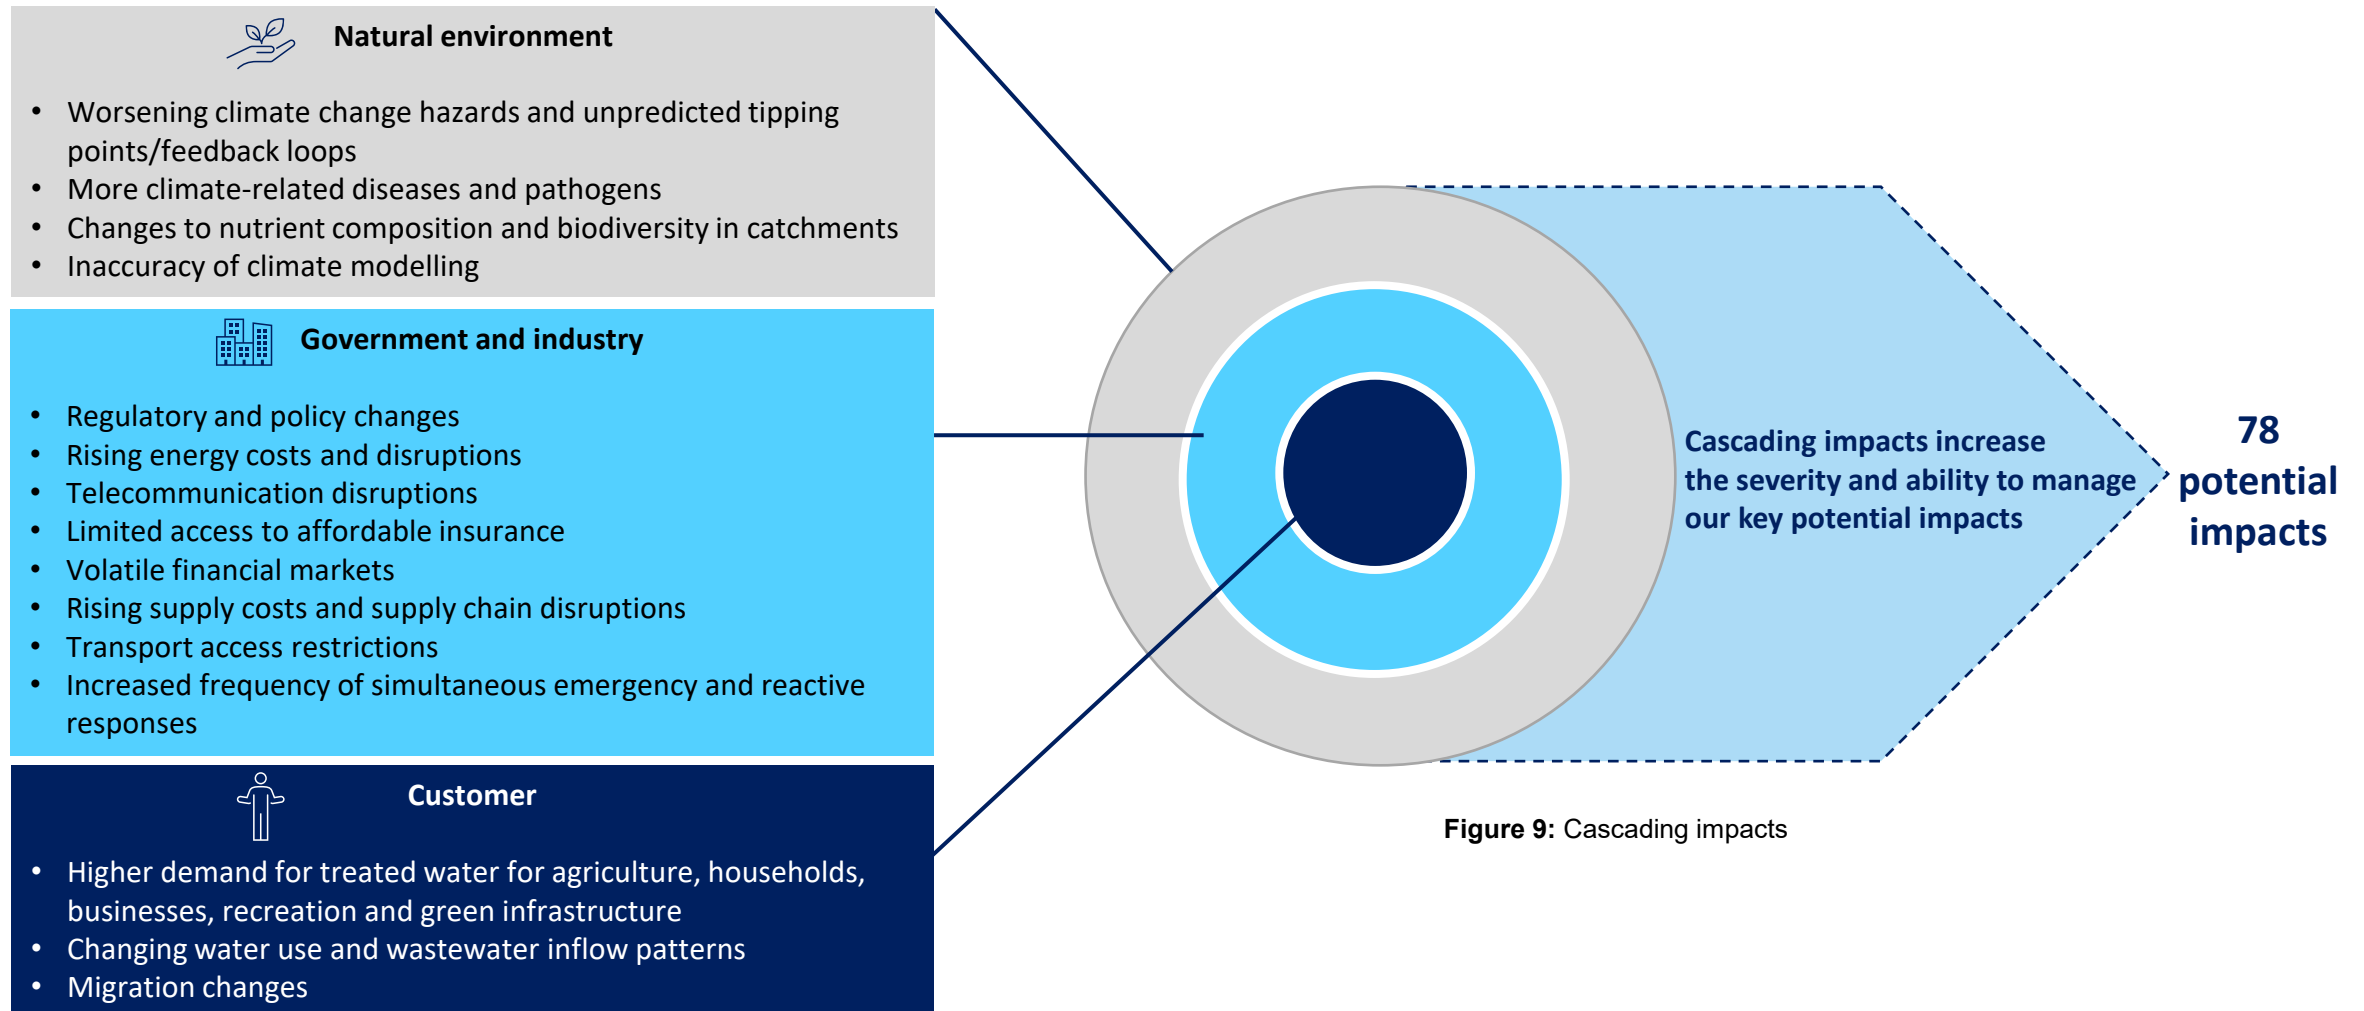 Natural environment
• Worsening climate change hazards and unpredicted tipping
points/feedback loops
• More climate-related diseases and pathogens
• Changes to nutrient composition and biodiversity in catchments
• Inaccuracy of climate modelling
Government and industry
• Regulatory and policy changes
• Rising energy costs and disruptions
• Telecommunication disruptions
• Limited access to affordable insurance
• Volatile financial markets
• Rising supply costs and supply chain disruptions
• Transport access restrictions
• Increased frequency of simultaneous emergency and reactive
responses
Customer
• Higher demand for treated water for agriculture, households,
businesses, recreation and green infrastructure
• Changing water use and wastewater inflow patterns
• Migration changes
Cascading impacts increase
the severity and ability to manage
our key potential impacts
78
potential
impacts
Figure 9: Cascading impacts